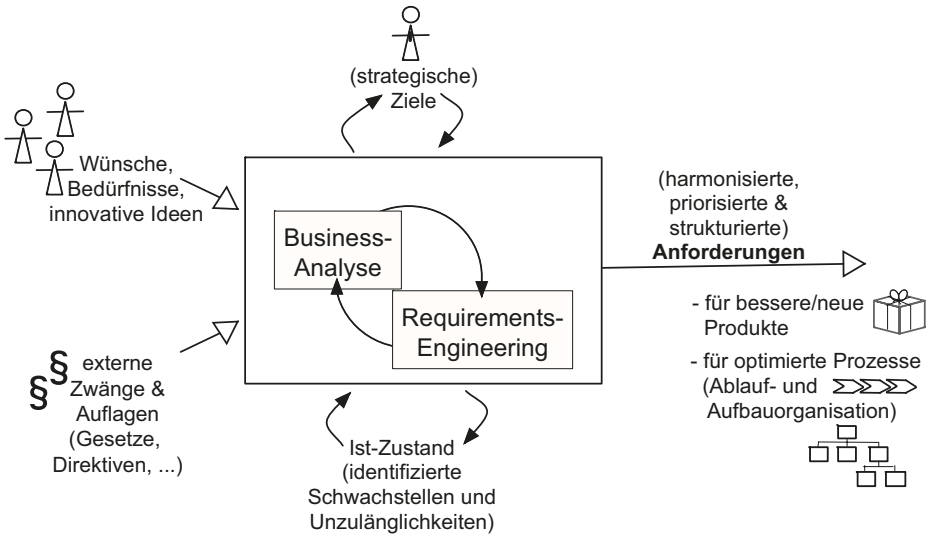 (strategische)
Ziele
Wünsche,
Bedürfnisse,
innovative Ideen
Business-
Analyse
Requirements-
Engineering
(harmonisierte,
priorisierte &
strukturierte)
Anforderungen
- für bessere/neue
Produkte
- für optimierte Prozesse
(Ablauf- und
Aufbauorganisation)
§
§
externe
Zwänge &
Auflagen
(Gesetze,
Direktiven, ...)
Ist-Zustand
(identifizierte
Schwachstellen und
Unzulänglichkeiten)